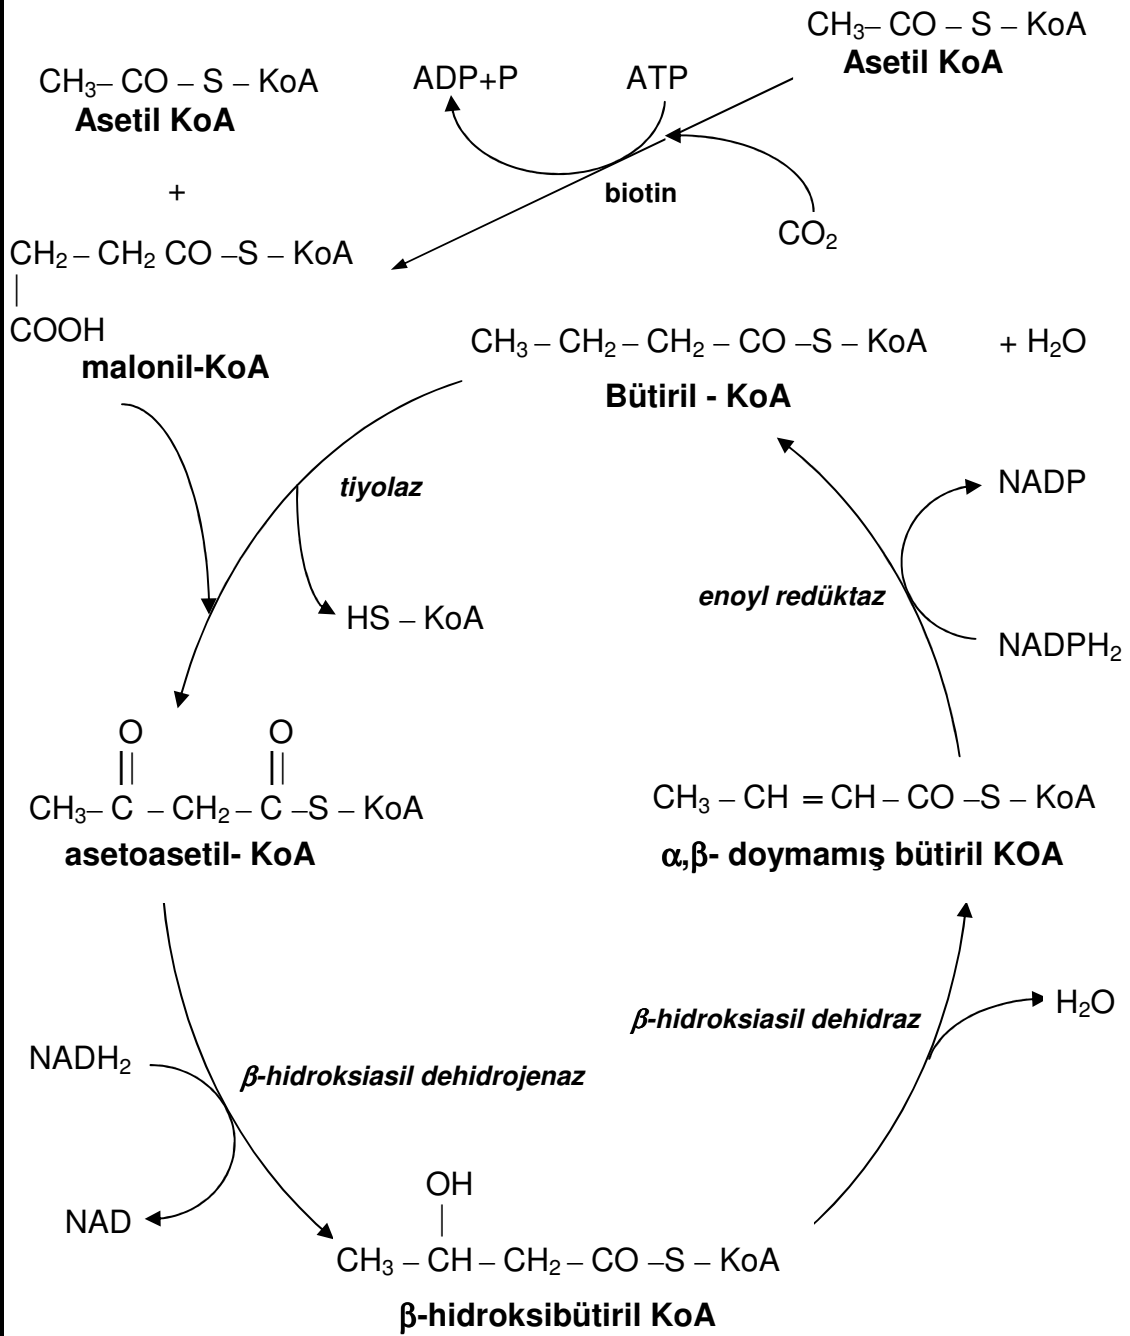 CH₃– CO – S – KoA
Asetil KoA
CH₃– CO – S – KoA
Asetil KoA
ADP+P
ATP
+
biotin
CO₂
CH₂ – CH₂ CO –S – KoA
|
COOH
malonil-KoA
CH₃ – CH₂ – CH₂ – CO –S – KoA + H₂O
Bütiril - KoA
tiyolaz
NADP
HS – KoA
enoyl redüktaz
NADPH₂
O O
|| ||
CH₃– C – CH₂ – C –S – KoA
asetoasetil- KoA
CH₃ – CH = CH – CO –S – KoA
α,β- doymamış bütiril KOA
β-hidroksiasil dehidraz
H₂O
NADH₂
β-hidroksiasil dehidrojenaz
NAD
OH
|
CH₃ – CH – CH₂ – CO –S – KoA
β-hidroksibütiril KoA